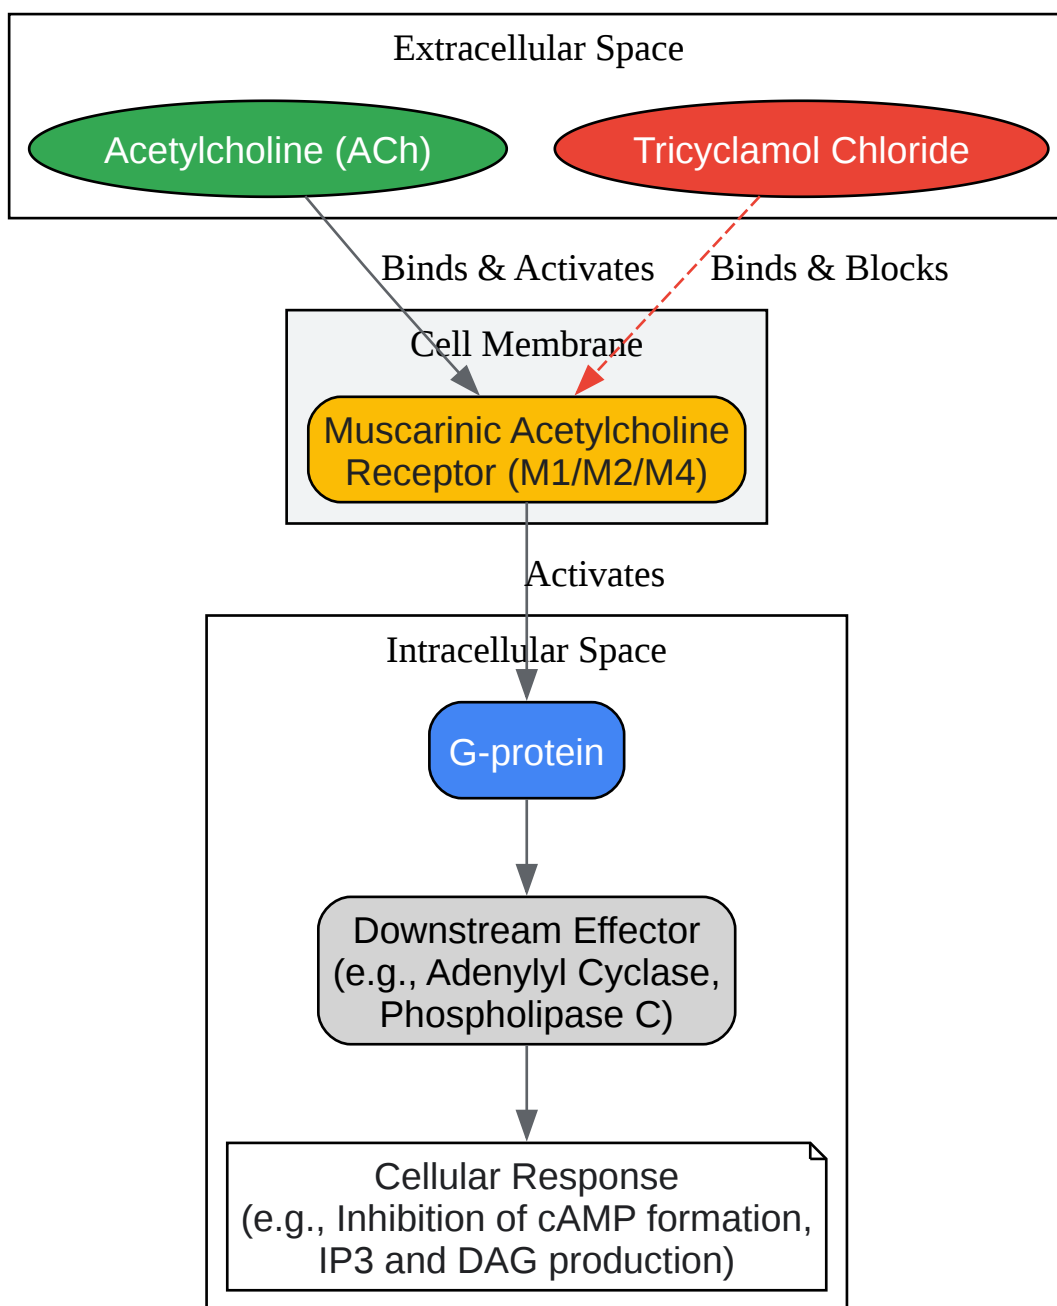 Extracellular Space
Acetylcholine (ACh)
Tricyclamol Chloride
Binds & Activates
Binds & Blocks
Cell Membrane
Muscarinic Acetylcholine
Receptor (M1/M2/M4)
Activates
Intracellular Space
G-protein
Downstream Effector
(e.g., Adenylyl Cyclase,
Phospholipase C)
Cellular Response
(e.g., Inhibition of cAMP formation,
IP3 and DAG production)